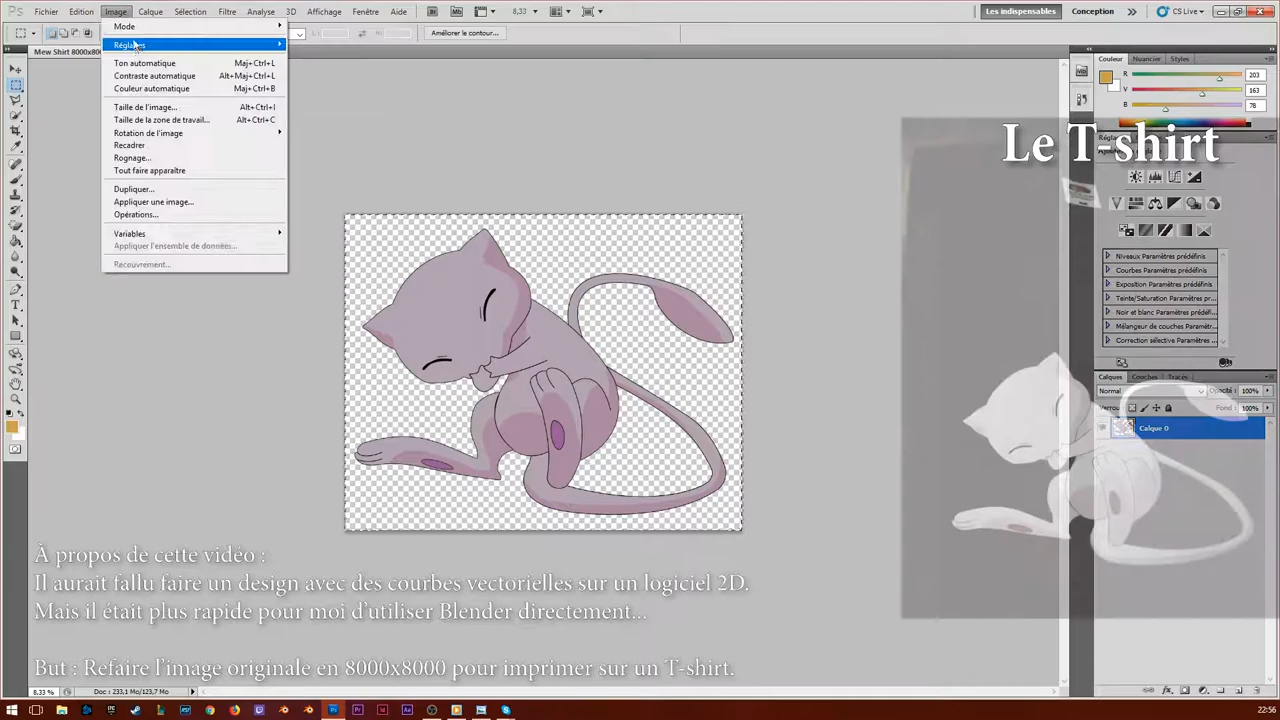 Ps
Fichier Edition Image Calque Sélection Filtre Analyse 3D Affichage Fenêtre Aide 8,33 Les indispensables Conception CS Live
Mode
Améliorer le contour...
Réglages
Mew Shirt 8000x80
Couleur Nuancier Styles
Ton automatique Maj+Ctrl+L
Contraste automatique Alt+Maj+Ctrl+L
Couleur automatique Maj+Ctrl+B
R 203
V 163
B 78
Taille de l'image... Alt+Ctrl+I
Taille de la zone de travail... Alt+Ctrl+C
Rotation de l'image
Recadrer
Rognage...
Tout faire apparaître
Le T-shirt
Dupliquer...
Appliquer une image...
Opérations...
Variables
Appliquer l'ensemble de données...
Recouvrement...
Niveaux Paramètres prédéfinis
Courbes Paramètres prédéfinis
Exposition Paramètres prédéfinis
Teinte/Saturation Paramètres pr...
Noir et blanc Paramètres prédéfi...
Mélangeur de couches Paramètr...
Correction sélective Paramètres ...
Calques Couches Tracés
Normal Opacité : 100%
Verrou : Fond : 100%
Calque 0
À propos de cette vidéo :
Il aurait fallu faire un design avec des courbes vectorielles sur un logiciel 2D.
Mais il était plus rapide pour moi d'utiliser Blender directement...
But : Refaire l'image originale en 8000x8000 pour imprimer sur un T-shirt.
8,33 % Doc : 233,1 Mo/123,7 Mo
22:56